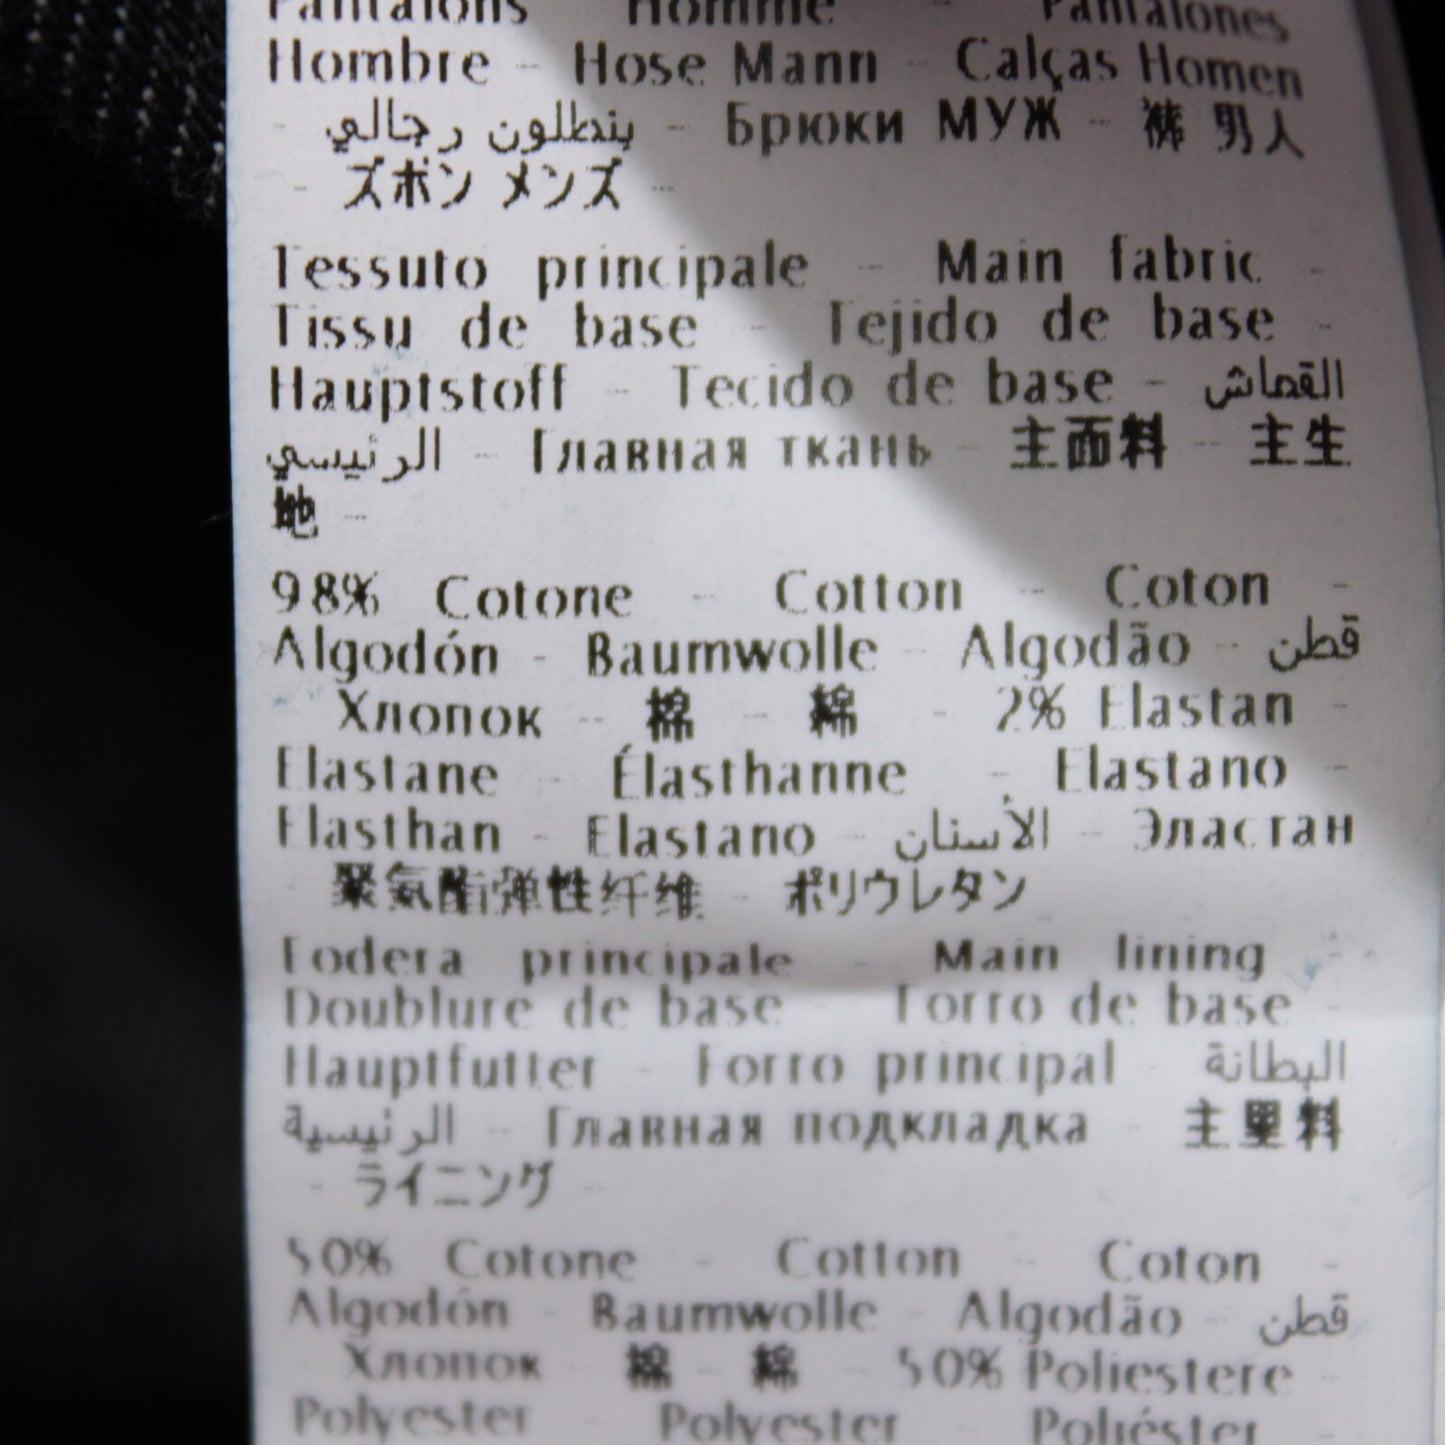 Pantalons Homme - Pantalones
Hombre - Hose Mann - Calças Homen
- بنطلون رجالي - Брюки МУЖ - 裤 男人
- ズボン メンズ -
Tessuto principale - Main fabric -
Tissu de base - Tejido de base -
Hauptstoff - Tecido de base - القماش
الرئيسي - Главная ткань - 主面料 - 主生
地 -
98% Cotone - Cotton - Coton -
Algodón - Baumwolle - Algodão - قطن
- Хлопок - 棉 - 綿 - 2% Elastan -
Elastane - Élasthanne - Elastano -
Elasthan - Elastano - الأسنان - Эластан
- 聚氨酯弹性纤维 - ポリウレタン
Fodera principale - Main lining -
Doublure de base - Forro de base -
Hauptfutter - Forro principal - البطانة
الرئيسية - Главная подкладка - 主里料
- ライニング -
50% Cotone - Cotton - Coton -
Algodón - Baumwolle - Algodão - قطن
- Хлопок - 棉 - 綿 - 50% Poliestere -
Polyester - Polyester - Poliéster -